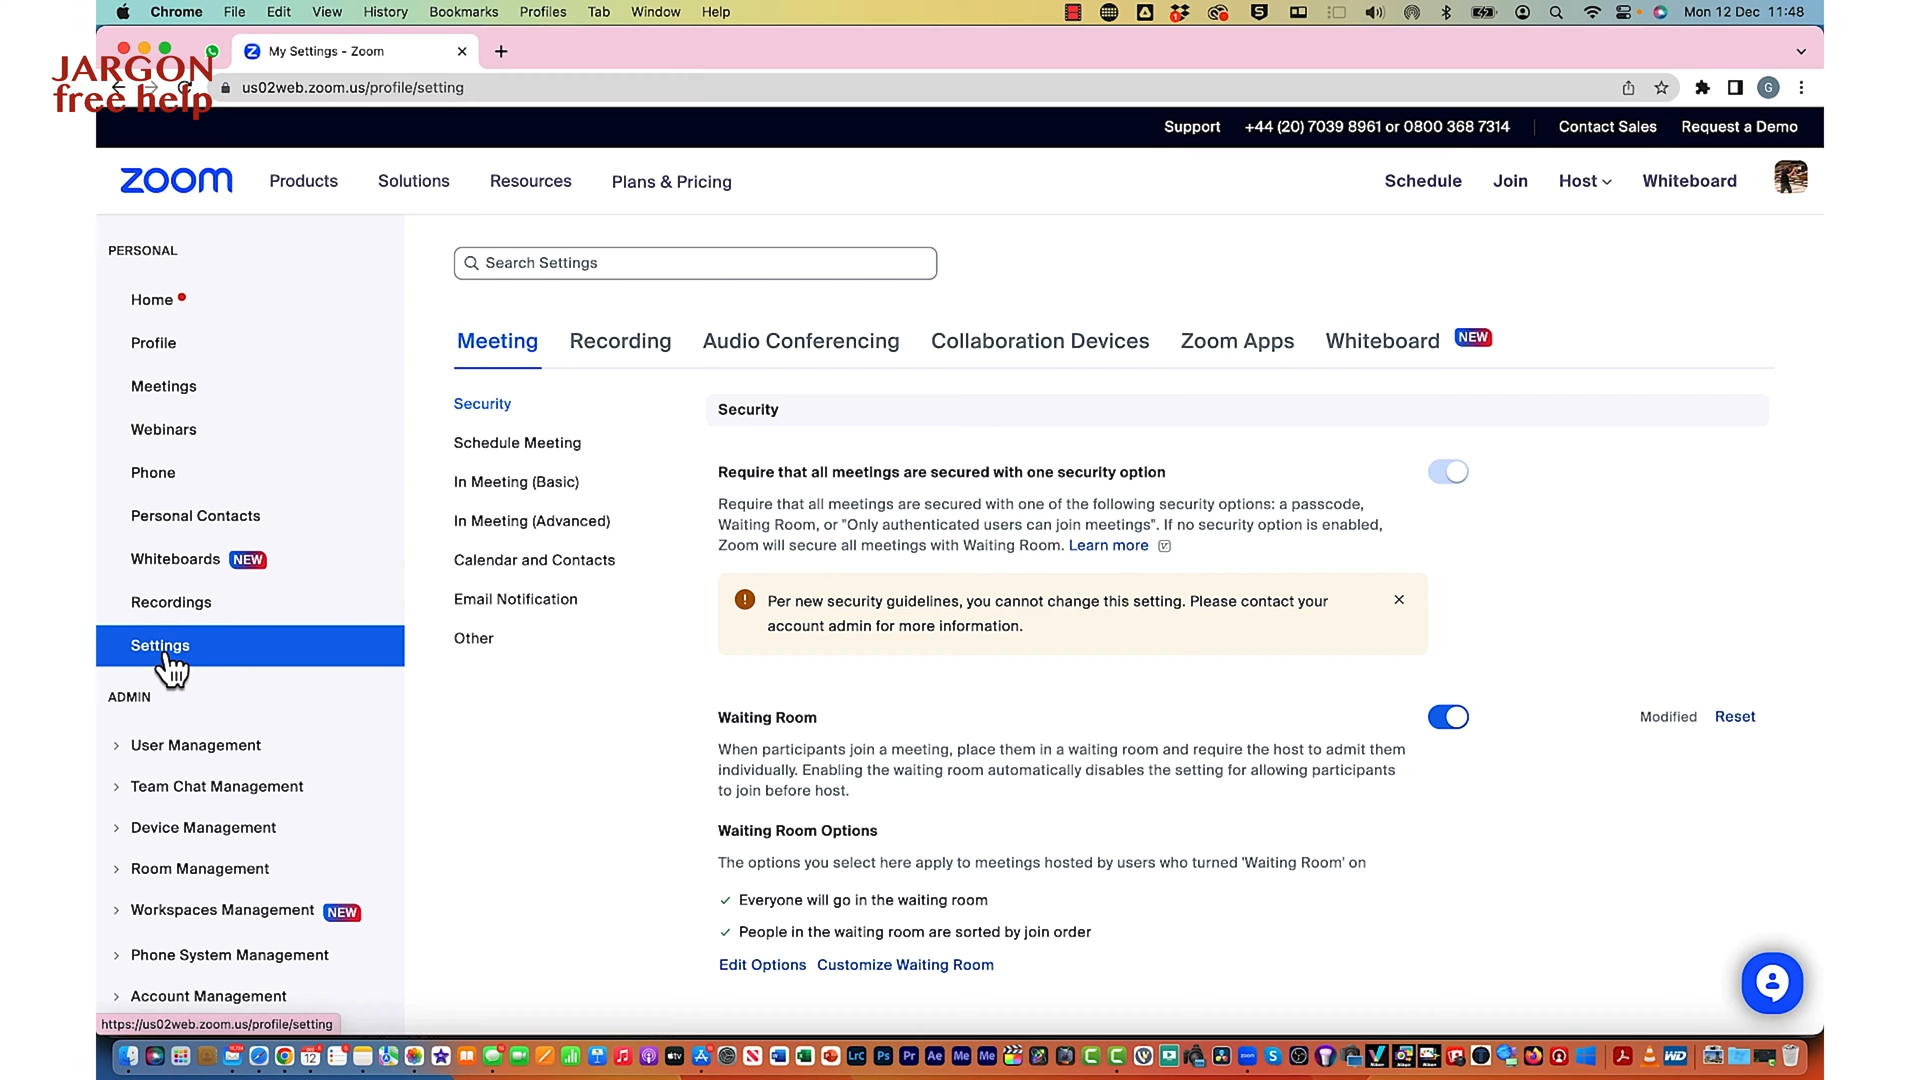 Chrome File Edit View History Bookmarks Profiles Tab Window Help Mon 12 Dec 11:48
JARGON
free help
My Settings - Zoom
us02web.zoom.us/profile/setting
Support +44 (20) 7039 8961 or 0800 368 7314 Contact Sales Request a Demo
zoom Products Solutions Resources Plans & Pricing Schedule Join Host Whiteboard
PERSONAL
Home
Profile
Meetings
Webinars
Phone
Personal Contacts
Whiteboards NEW
Recordings
Settings
ADMIN
User Management
Team Chat Management
Device Management
Room Management
Workspaces Management NEW
Phone System Management
Account Management
https://us02web.zoom.us/profile/setting
Search Settings
Meeting Recording Audio Conferencing Collaboration Devices Zoom Apps Whiteboard NEW
Security
Schedule Meeting
In Meeting (Basic)
In Meeting (Advanced)
Calendar and Contacts
Email Notification
Other
Security
Require that all meetings are secured with one security option
Require that all meetings are secured with one of the following security options: a passcode,
Waiting Room, or "Only authenticated users can join meetings". If no security option is enabled,
Zoom will secure all meetings with Waiting Room. Learn more
Per new security guidelines, you cannot change this setting. Please contact your
account admin for more information.
Waiting Room Modified Reset
When participants join a meeting, place them in a waiting room and require the host to admit them
individually. Enabling the waiting room automatically disables the setting for allowing participants
to join before host.
Waiting Room Options
The options you select here apply to meetings hosted by users who turned 'Waiting Room' on
Everyone will go in the waiting room
People in the waiting room are sorted by join order
Edit Options Customize Waiting Room